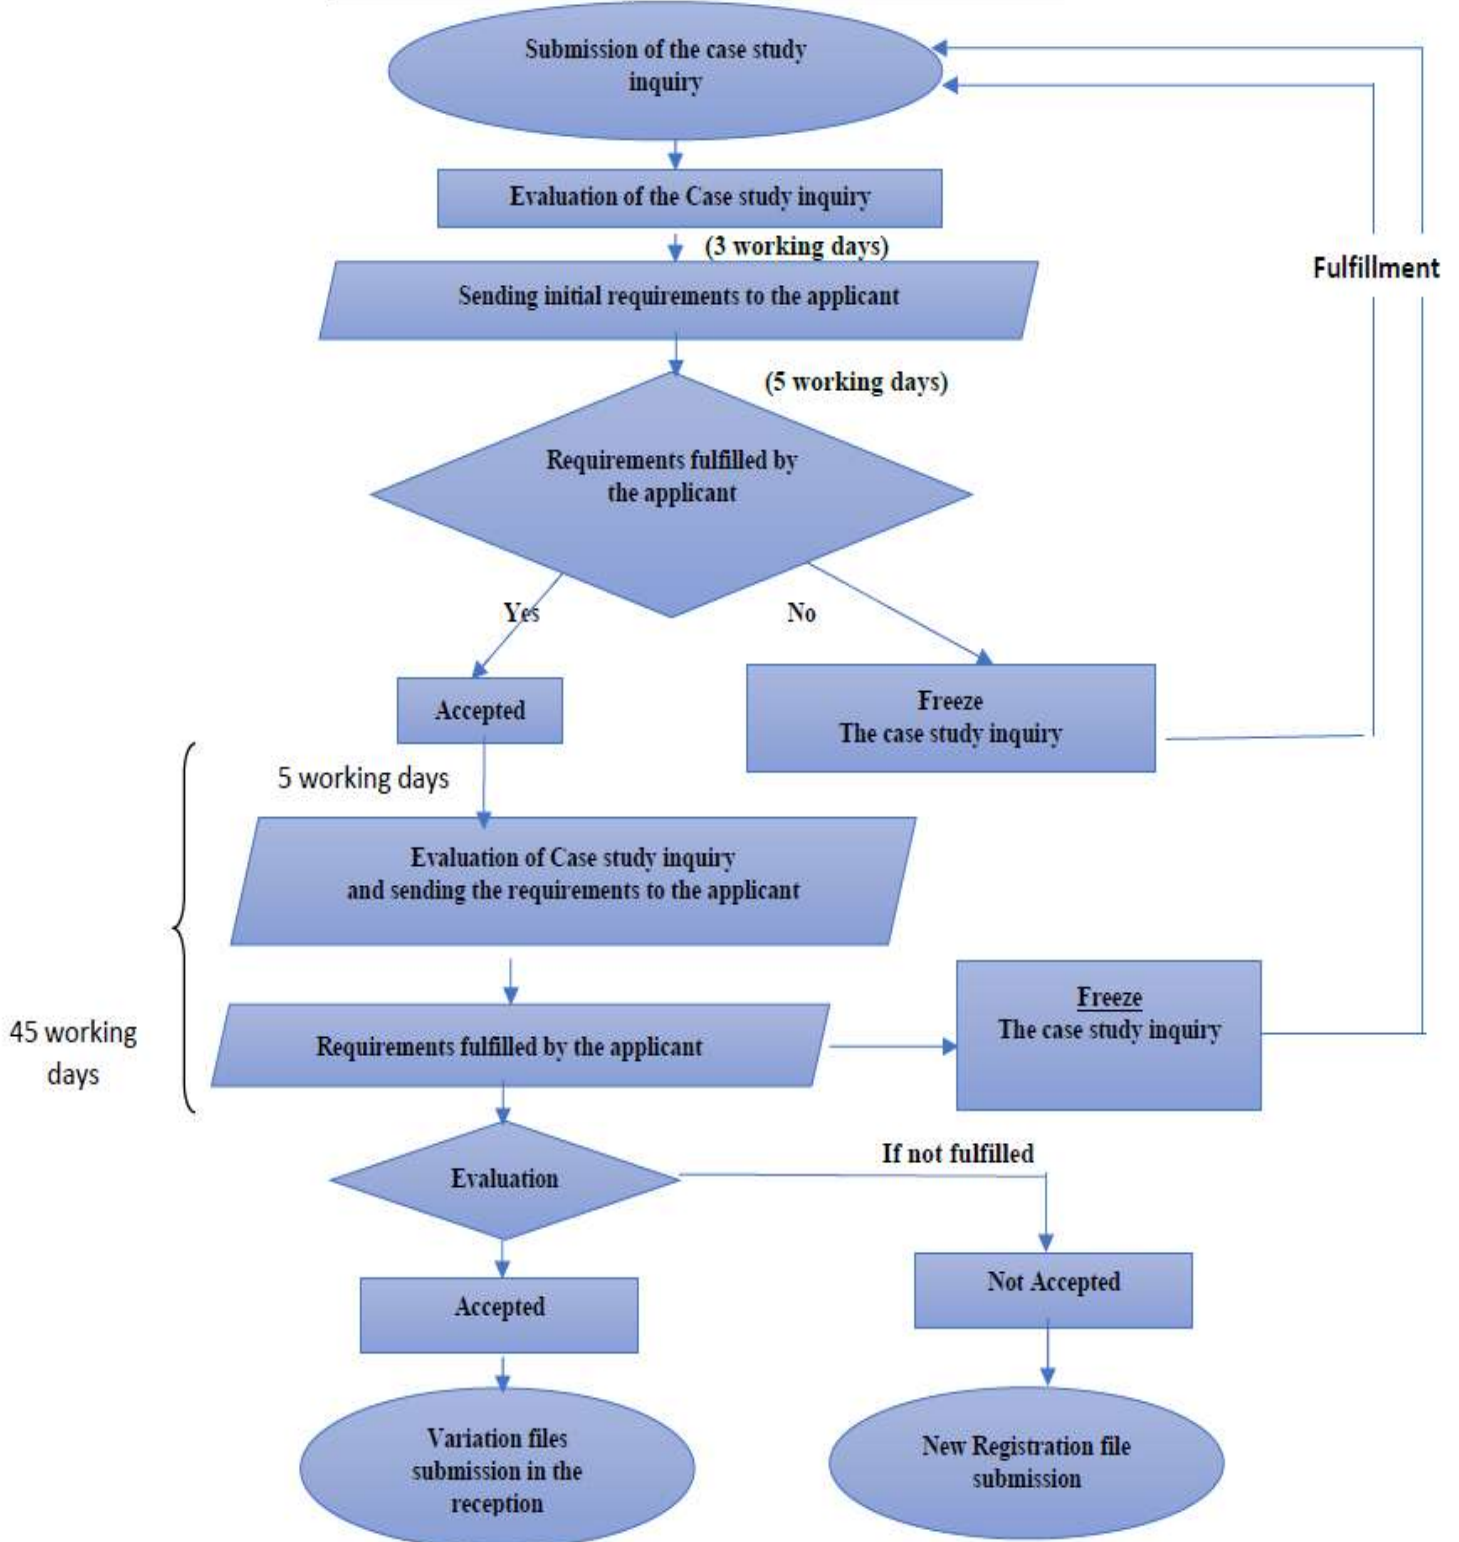 Submission of the case study
inquiry
Evaluation of the Case study inquiry
(3 working days)
Fulfillment
Sending initial requirements to the applicant
(5 working days)
Requirements fulfilled by
the applicant
Yes
No
Accepted
Freeze
The case study inquiry
5 working days
Evaluation of Case study inquiry
and sending the requirements to the applicant
45 working
days
Freeze
The case study inquiry
Requirements fulfilled by the applicant
If not fulfilled
Evaluation
Not Accepted
Accepted
Variation files
submission in the
reception
New Registration file
submission